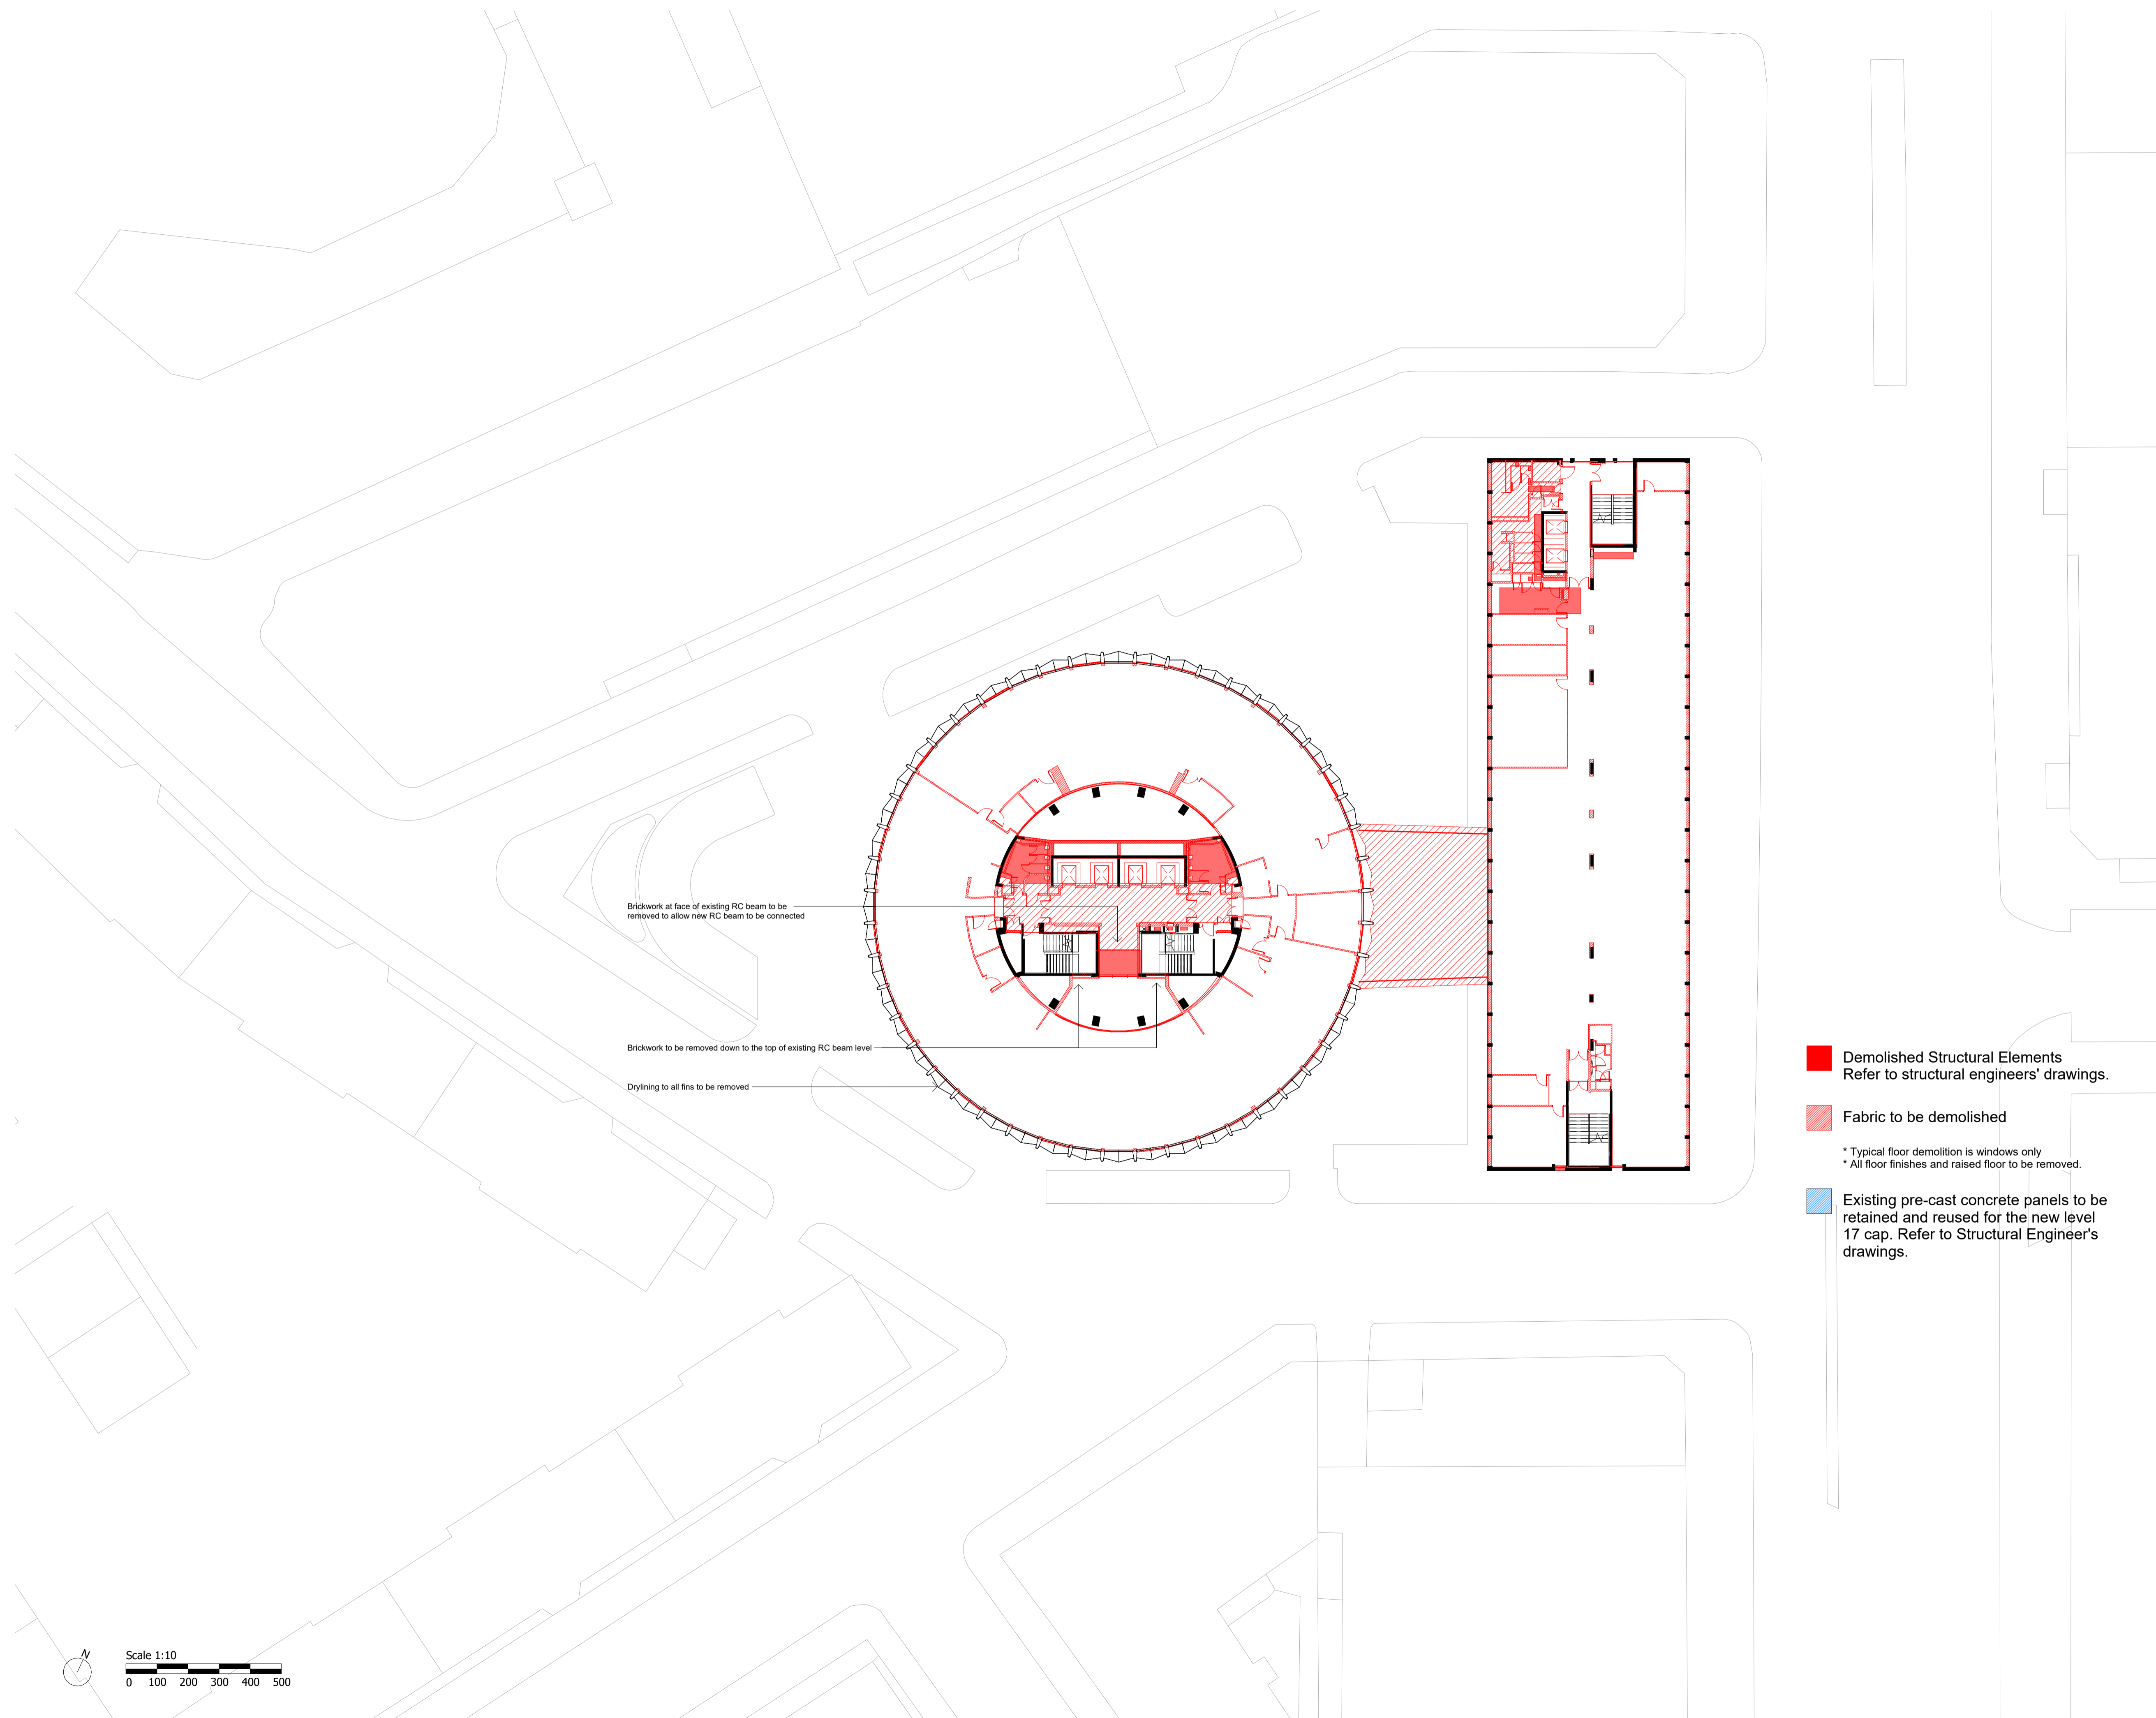 Brickwork at face of existing RC beam to be
removed to allow new RC beam to be connected
Brickwork to be removed down to the top of existing RC beam level
Drylining to all fins to be removed
Demolished Structural Elements
Refer to structural engineers' drawings.
Fabric to be demolished
* Typical floor demolition is windows only
* All floor finishes and raised floor to be removed.
Existing pre-cast concrete panels to be
retained and reused for the new level
17 cap. Refer to Structural Engineer's
drawings.
N
Scale 1:10
0 100 200 300 400 500